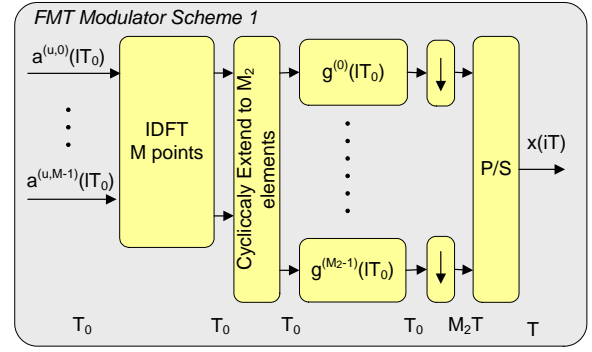 FMT Modulator Scheme 1
a^(u,0)(lT₀)
a^(u,M-1)(lT₀)
IDFT
M points
Cycliccaly Extend to M₂
elements
g^(0)(lT₀)
g^(M₂-1)(lT₀)
P/S
x(iT)
T₀ T₀ T₀ T₀ M₂T T